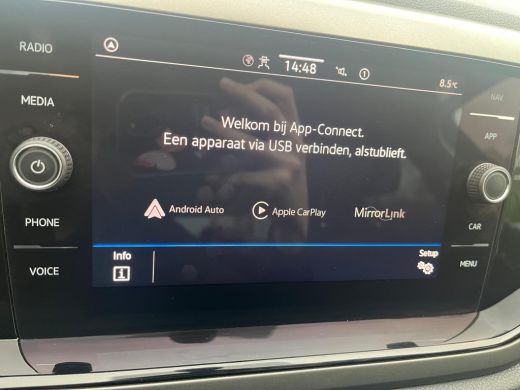 RADIO
MEDIA
PHONE
VOICE
14:48
8.5°C
Welkom bij App-Connect.
Een apparaat via USB verbinden, alstublieft.
Android Auto
Apple CarPlay
MirrorLink
Info
Setup
NAV
APP
CAR
MENU